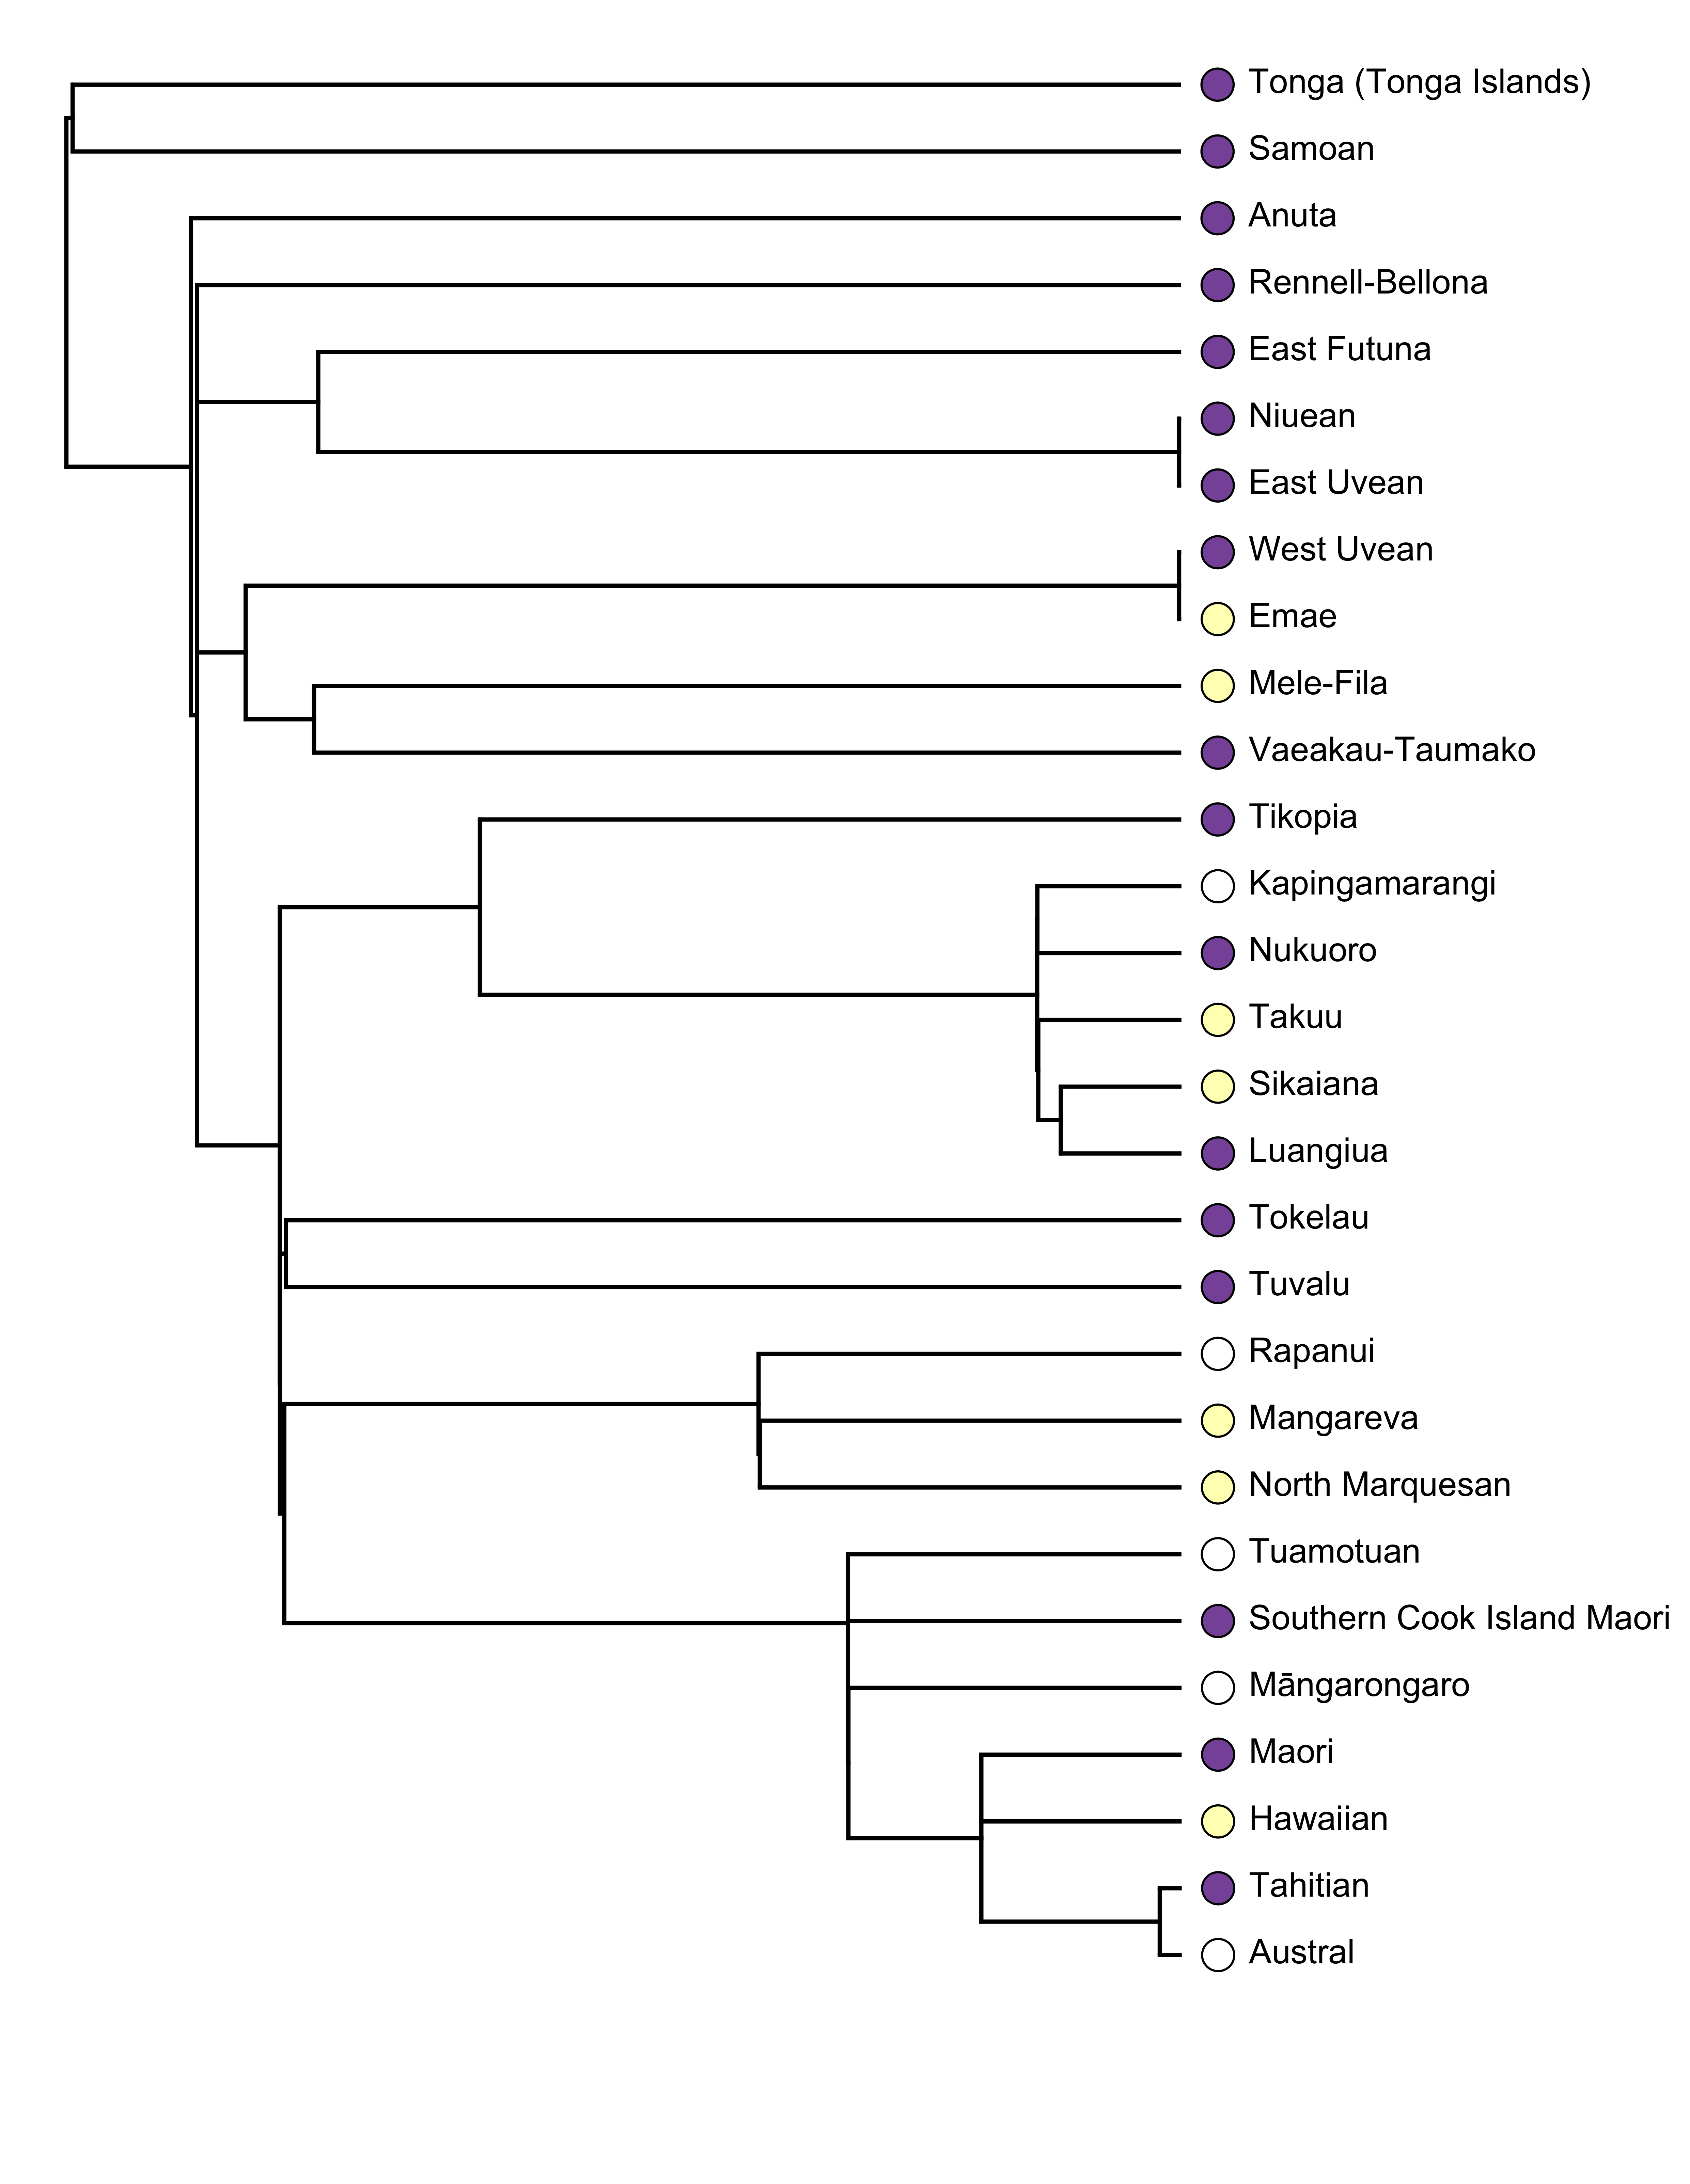 Tonga (Tonga Islands)
Samoan
Anuta
Rennell-Bellona
East Futuna
Niuean
East Uvean
West Uvean
Emae
Mele-Fila
Vaeakau-Taumako
Tikopia
Kapingamarangi
Nukuoro
Takuu
Sikaiana
Luangiua
Tokelau
Tuvalu
Rapanui
Mangareva
North Marquesan
Tuamotuan
Southern Cook Island Maori
Māngarongaro
Maori
Hawaiian
Tahitian
Austral